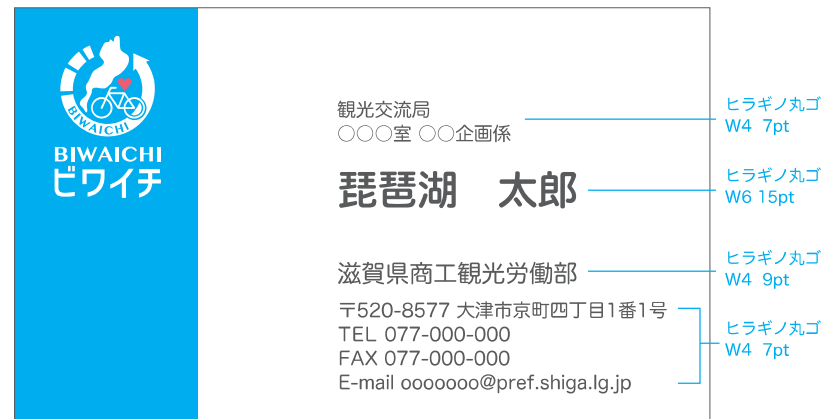 BIWAICHI
BIWAICHI
ビワイチ
観光交流局
○○○室 ○○企画係
琵琶湖　太郎
滋賀県商工観光労働部
〒520-8577 大津市京町四丁目1番1号
TEL 077-000-000
FAX 077-000-000
E-mail ooooooo@pref.shiga.lg.jp
ヒラギノ丸ゴ
W4 7pt
ヒラギノ丸ゴ
W6 15pt
ヒラギノ丸ゴ
W4 9pt
ヒラギノ丸ゴ
W4 7pt